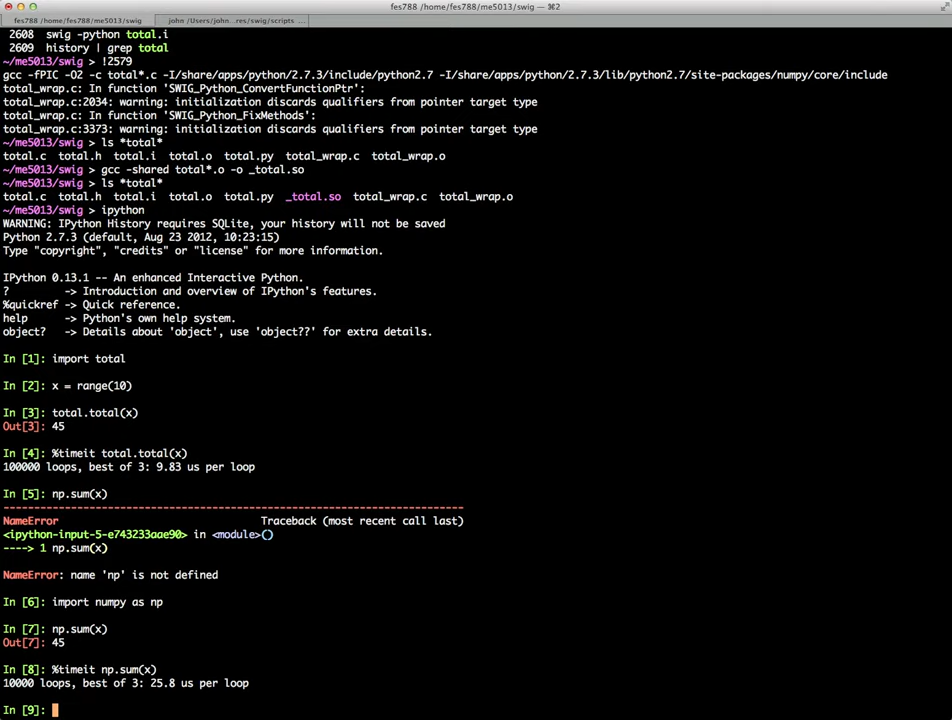 fes788 /home/fes788/me5013/swig — ⌘2
fes788 /home/fes788/me5013/swig
john /Users/john...res/swig/scripts ...
2608  swig -python total.i
2609  history | grep total
~/me5013/swig > !2579
gcc -fPIC -O2 -c total*.c -I/share/apps/python/2.7.3/include/python2.7 -I/share/apps/python/2.7.3/lib/python2.7/site-packages/numpy/core/include
total_wrap.c: In function 'SWIG_Python_ConvertFunctionPtr':
total_wrap.c:2034: warning: initialization discards qualifiers from pointer target type
total_wrap.c: In function 'SWIG_Python_FixMethods':
total_wrap.c:3373: warning: initialization discards qualifiers from pointer target type
~/me5013/swig > ls *total*
total.c  total.h  total.i  total.o  total.py  total_wrap.c  total_wrap.o
~/me5013/swig > gcc -shared total*.o -o _total.so
~/me5013/swig > ls *total*
total.c  total.h  total.i  total.o  total.py  _total.so  total_wrap.c  total_wrap.o
~/me5013/swig > ipython
WARNING: IPython History requires SQLite, your history will not be saved
Python 2.7.3 (default, Aug 23 2012, 10:23:15)
Type "copyright", "credits" or "license" for more information.
IPython 0.13.1 -- An enhanced Interactive Python.
?         -> Introduction and overview of IPython's features.
%quickref -> Quick reference.
help      -> Python's own help system.
object?   -> Details about 'object', use 'object??' for extra details.
In [1]: import total
In [2]: x = range(10)
In [3]: total.total(x)
Out[3]: 45
In [4]: %timeit total.total(x)
100000 loops, best of 3: 9.83 us per loop
In [5]: np.sum(x)
---------------------------------------------------------------------------
NameError                                 Traceback (most recent call last)
<ipython-input-5-e743233aae90> in <module>()
----> 1 np.sum(x)
NameError: name 'np' is not defined
In [6]: import numpy as np
In [7]: np.sum(x)
Out[7]: 45
In [8]: %timeit np.sum(x)
10000 loops, best of 3: 25.8 us per loop
In [9]: